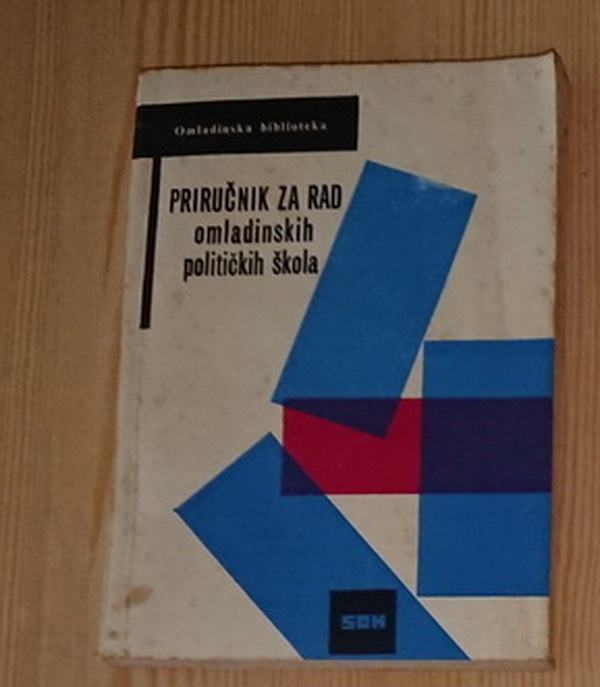 Omladinska biblioteka
PRIRUČNIK ZA RAD
omladinskih
političkih škola
SOH